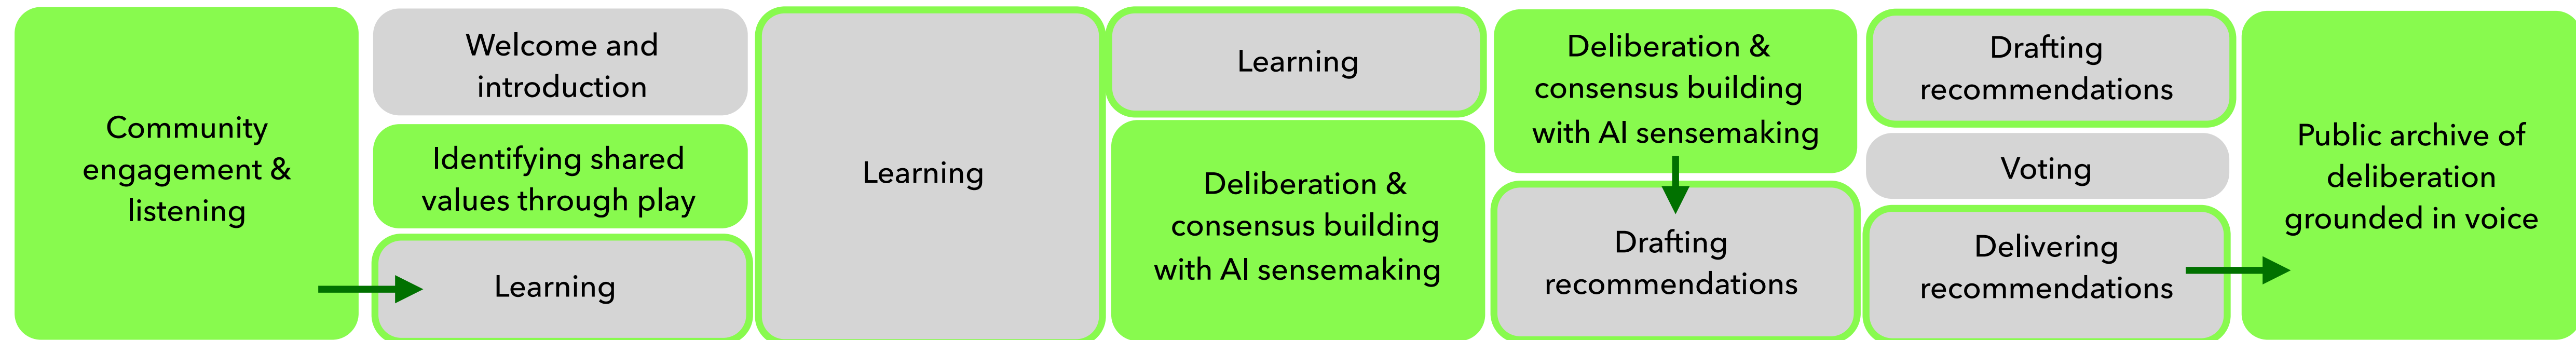 Community
engagement &
listening
Welcome and
introduction
Identifying shared
values through play
Learning
Learning
Learning
Deliberation &
consensus building
with AI sensemaking
Deliberation &
consensus building
with AI sensemaking
Drafting
recommendations
Drafting
recommendations
Voting
Delivering
recommendations
Public archive of
deliberation
grounded in voice